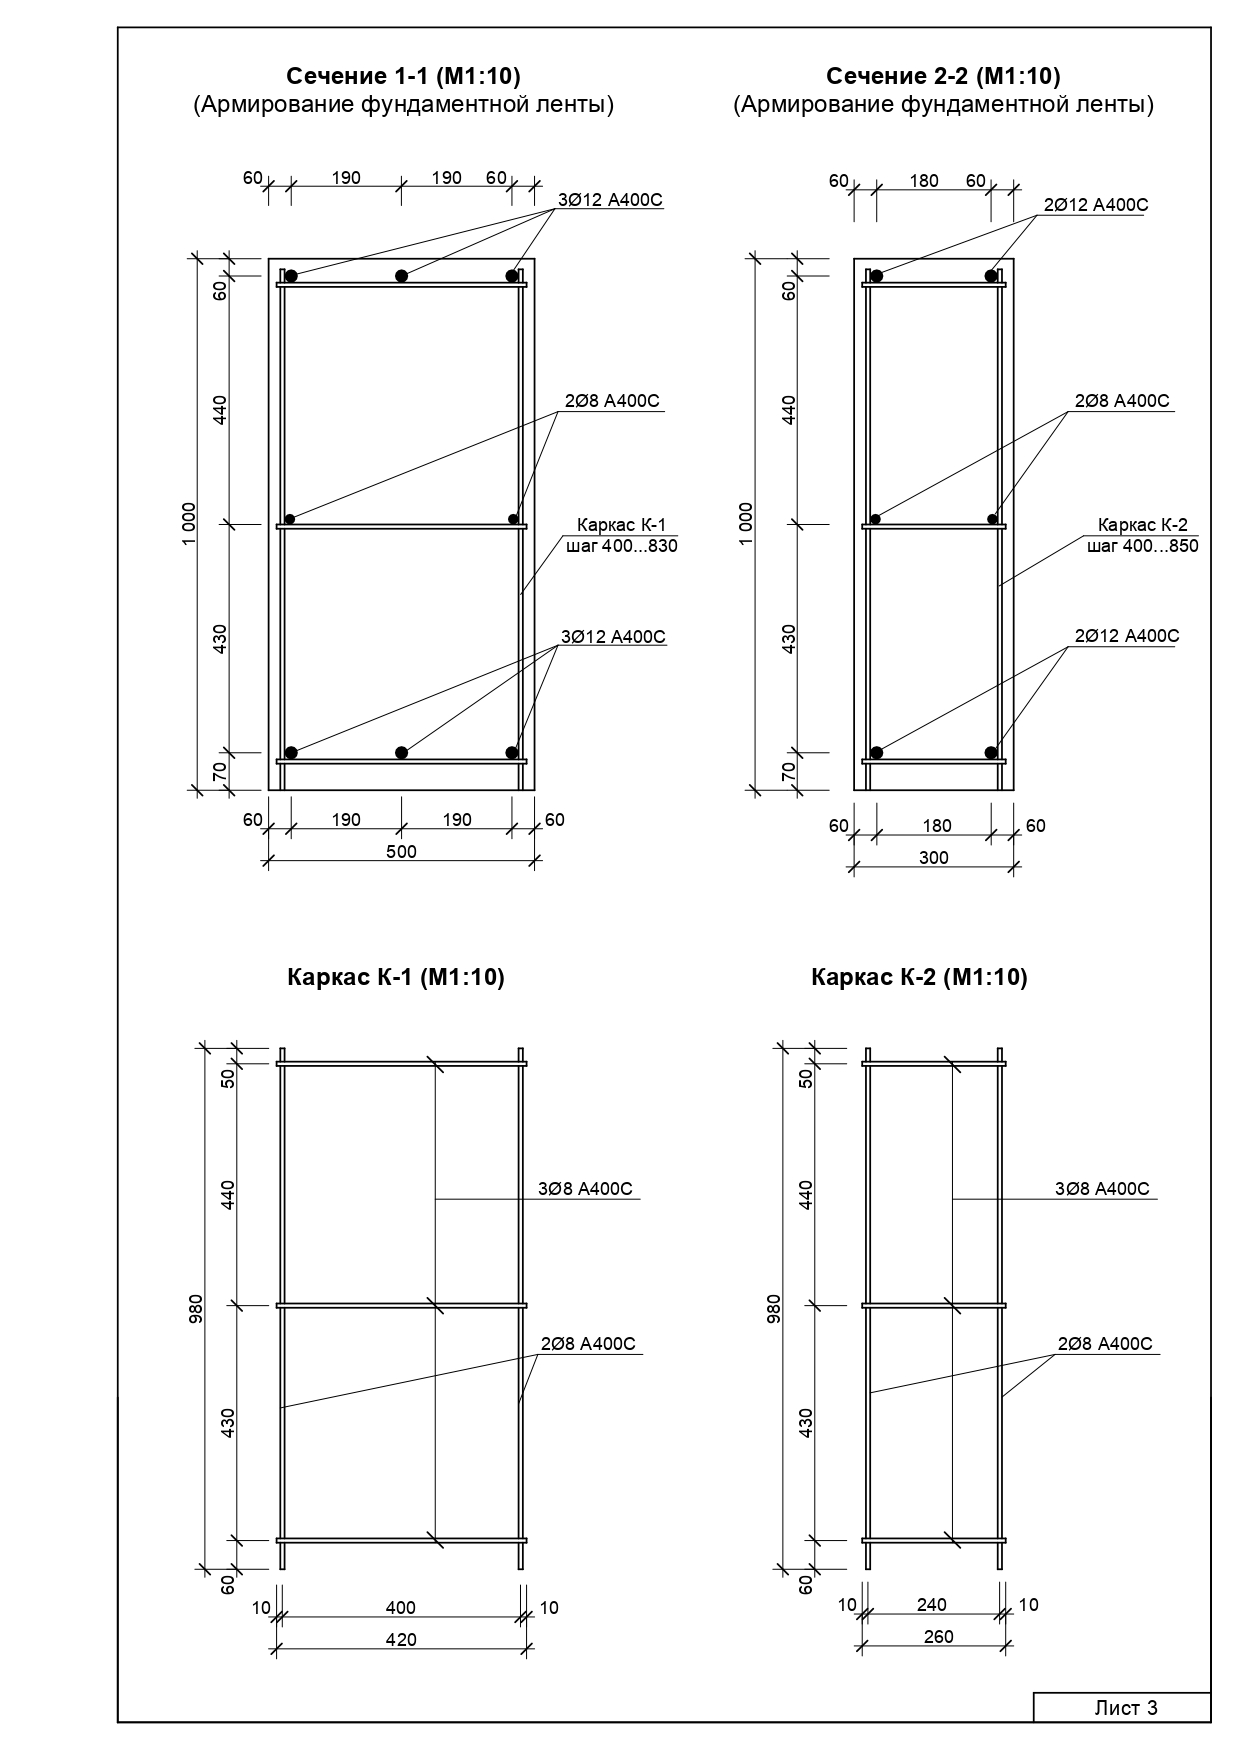 Сечение 1-1 (М1:10)
(Армирование фундаментной ленты)
60 190 190 60
3Ø12 А400С
60
440
1 000
430
70
2Ø8 А400С
Каркас К-1
шаг 400...830
3Ø12 А400С
60 190 190 60
500
Сечение 2-2 (М1:10)
(Армирование фундаментной ленты)
60 180 60
2Ø12 А400С
60
440
1 000
430
70
2Ø8 А400С
Каркас К-2
шаг 400...850
2Ø12 А400С
60 180 60
300
Каркас К-1 (М1:10)
50
440
980
430
60
3Ø8 А400С
2Ø8 А400С
10 400 10
420
Каркас К-2 (М1:10)
50
440
980
430
60
3Ø8 А400С
2Ø8 А400С
10 240 10
260
Лист 3